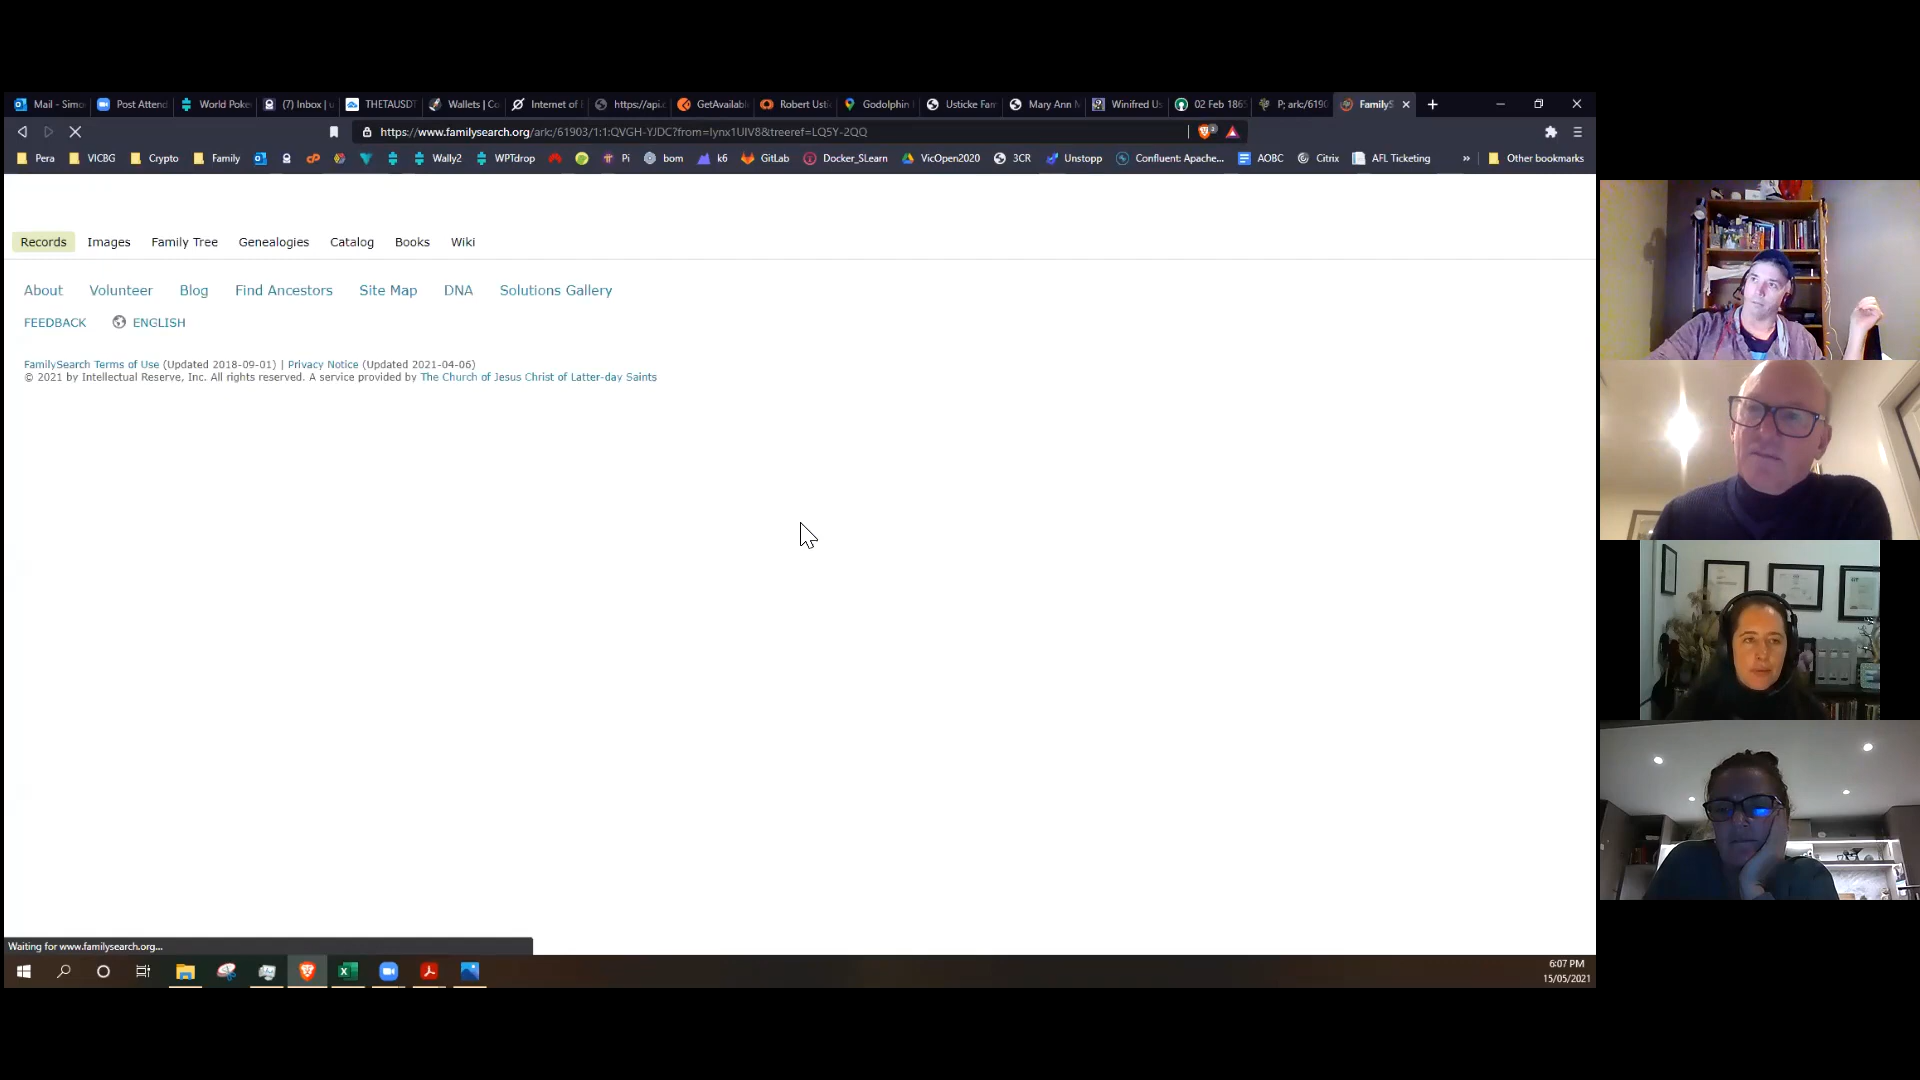 Mail - Simo
Post Attend
World Poke
(7) Inbox | u
THETAUSDT
Wallets | Co
Internet of
https://api.
GetAvailabl
Robert Usti
Godolphin
Usticke Fam
Mary Ann M
Winifred Us
02 Feb 1865
P; ark:/6190
FamilyS
https://www.familysearch.org/ark:/61903/1:1:QVGH-YJDC?from=lynx1UIV8&treeref=LQ5Y-2QQ
Pera
VICBG
Crypto
Family
Wally2
WPTdrop
Pi
bom
k6
GitLab
Docker_SLearn
VicOpen2020
3CR
Unstopp
Confluent: Apache...
AOBC
Citrix
AFL Ticketing
»
Other bookmarks
Records Images Family Tree Genealogies Catalog Books Wiki
About Volunteer Blog Find Ancestors Site Map DNA Solutions Gallery
FEEDBACK ENGLISH
FamilySearch Terms of Use (Updated 2018-09-01) | Privacy Notice (Updated 2021-04-06)
© 2021 by Intellectual Reserve, Inc. All rights reserved. A service provided by The Church of Jesus Christ of Latter-day Saints
Waiting for www.familysearch.org...
6:07 PM
15/05/2021